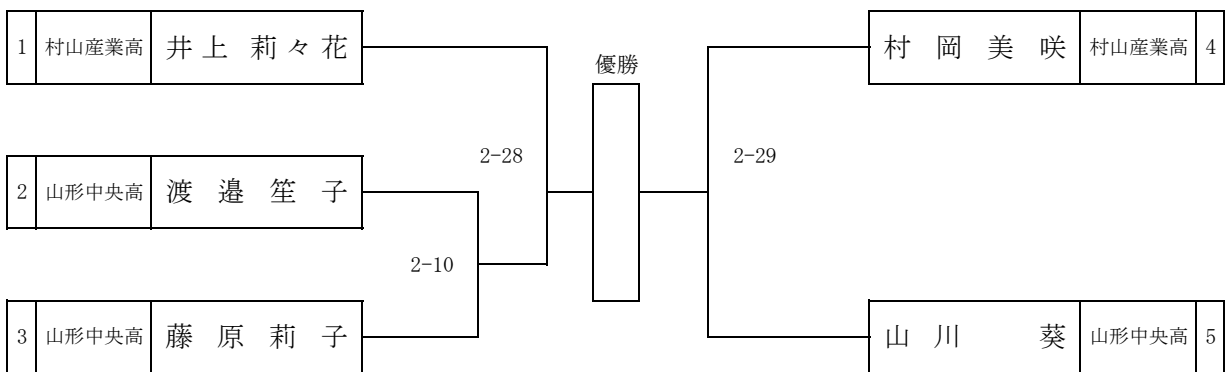 1 村山産業高 井上 莉々花
村岡美咲 村山産業高 4
優勝
2-28
2-29
2 山形中央高 渡邉笙子
2-10
3 山形中央高 藤原莉子
山川 葵 山形中央高 5